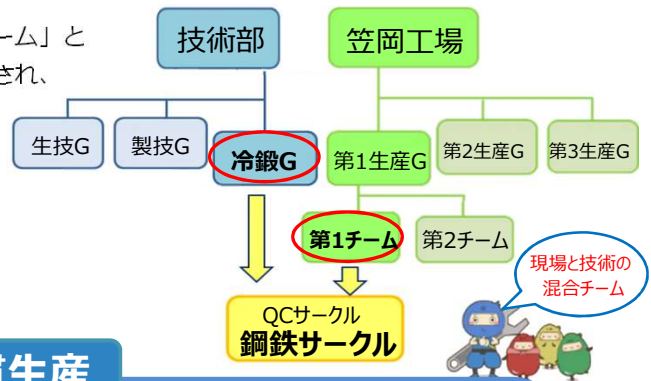 ーム」と
され、
技術部
笠岡工場
生技G
製技G
冷鍛G
第1生産G
第2生産G
第3生産G
第1チーム
第2チーム
現場と技術の
混合チーム
QCサークル
鋼鉄サークル
生産